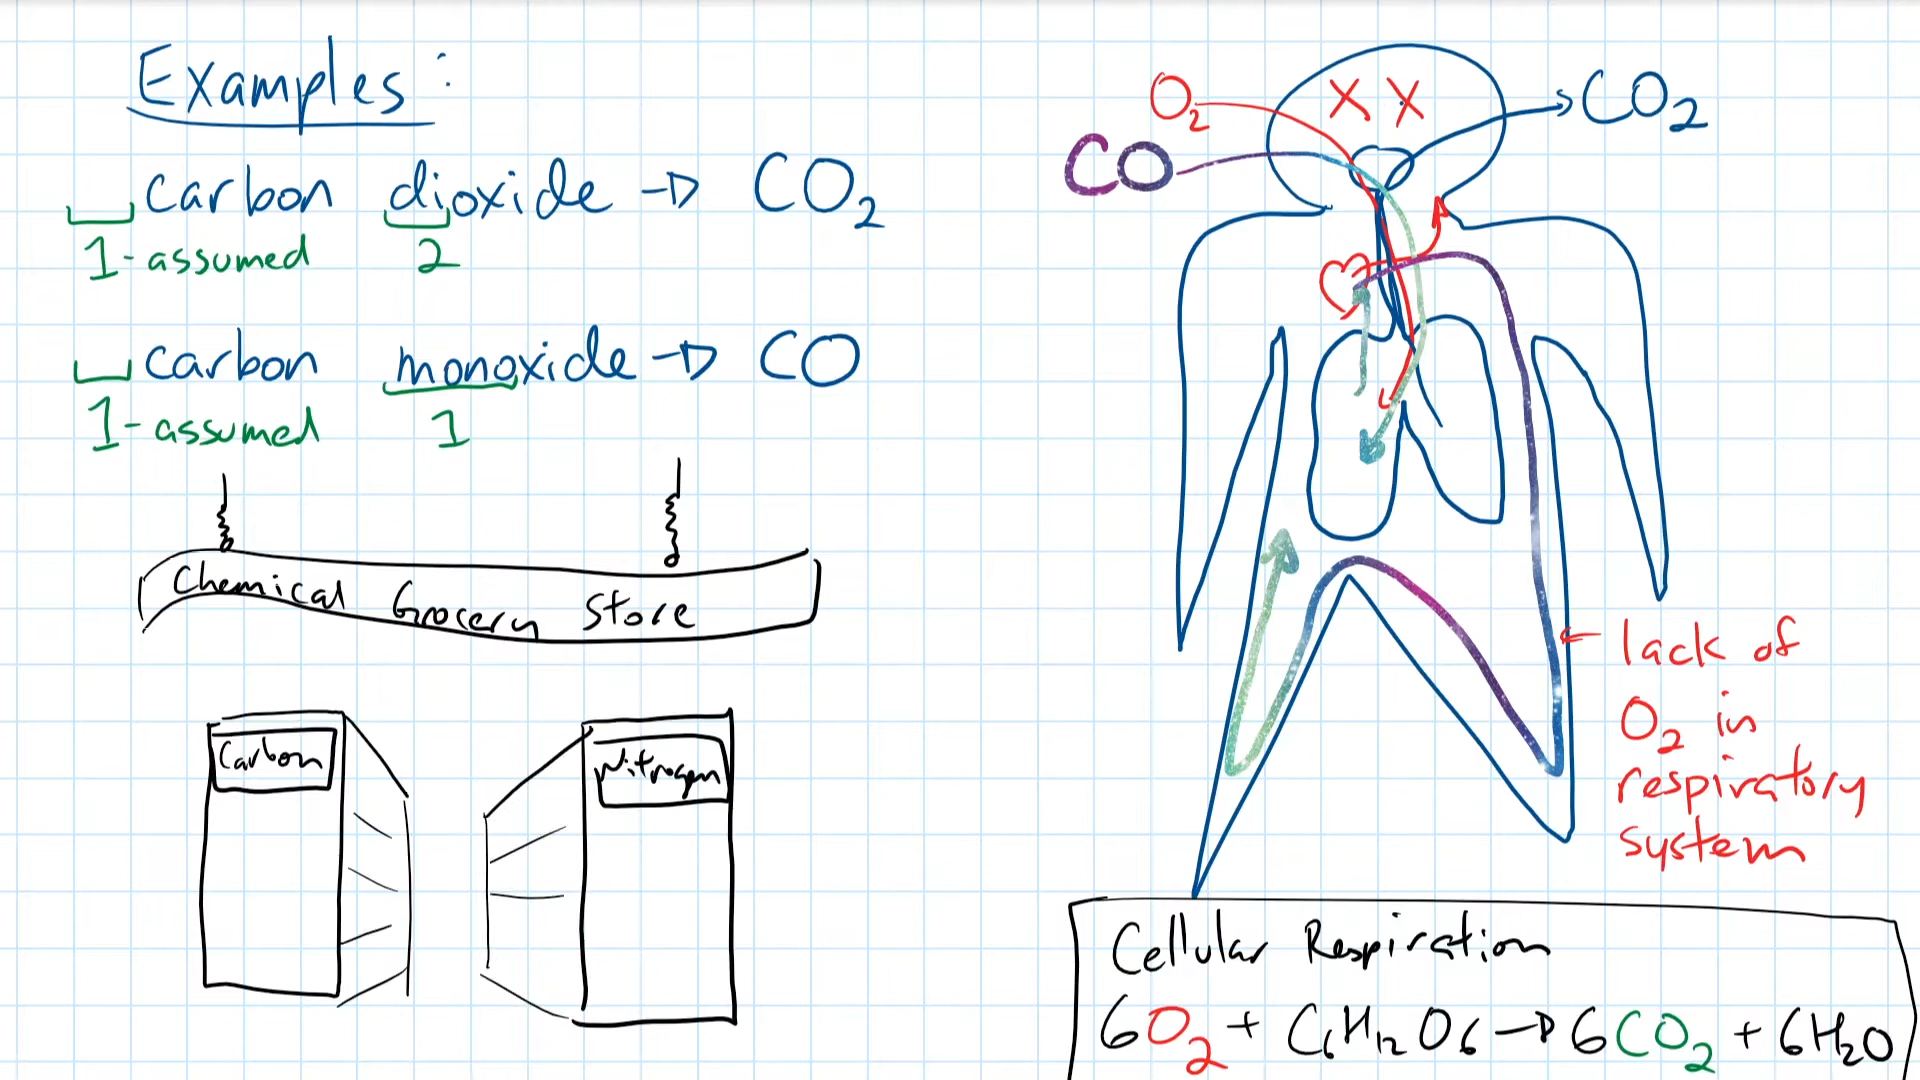 Examples:
Carbon dioxide → CO₂
1-assumed 2
Carbon monoxide → CO
1-assumed 1
Chemical Grocery Store
Carbon
Nitrogen
O₂
X X
CO₂
CO
← lack of
O₂ in
respiratory
system
Cellular Respiration
6O₂ + C₆H₁₂O6 → 6CO₂ + 6H₂O